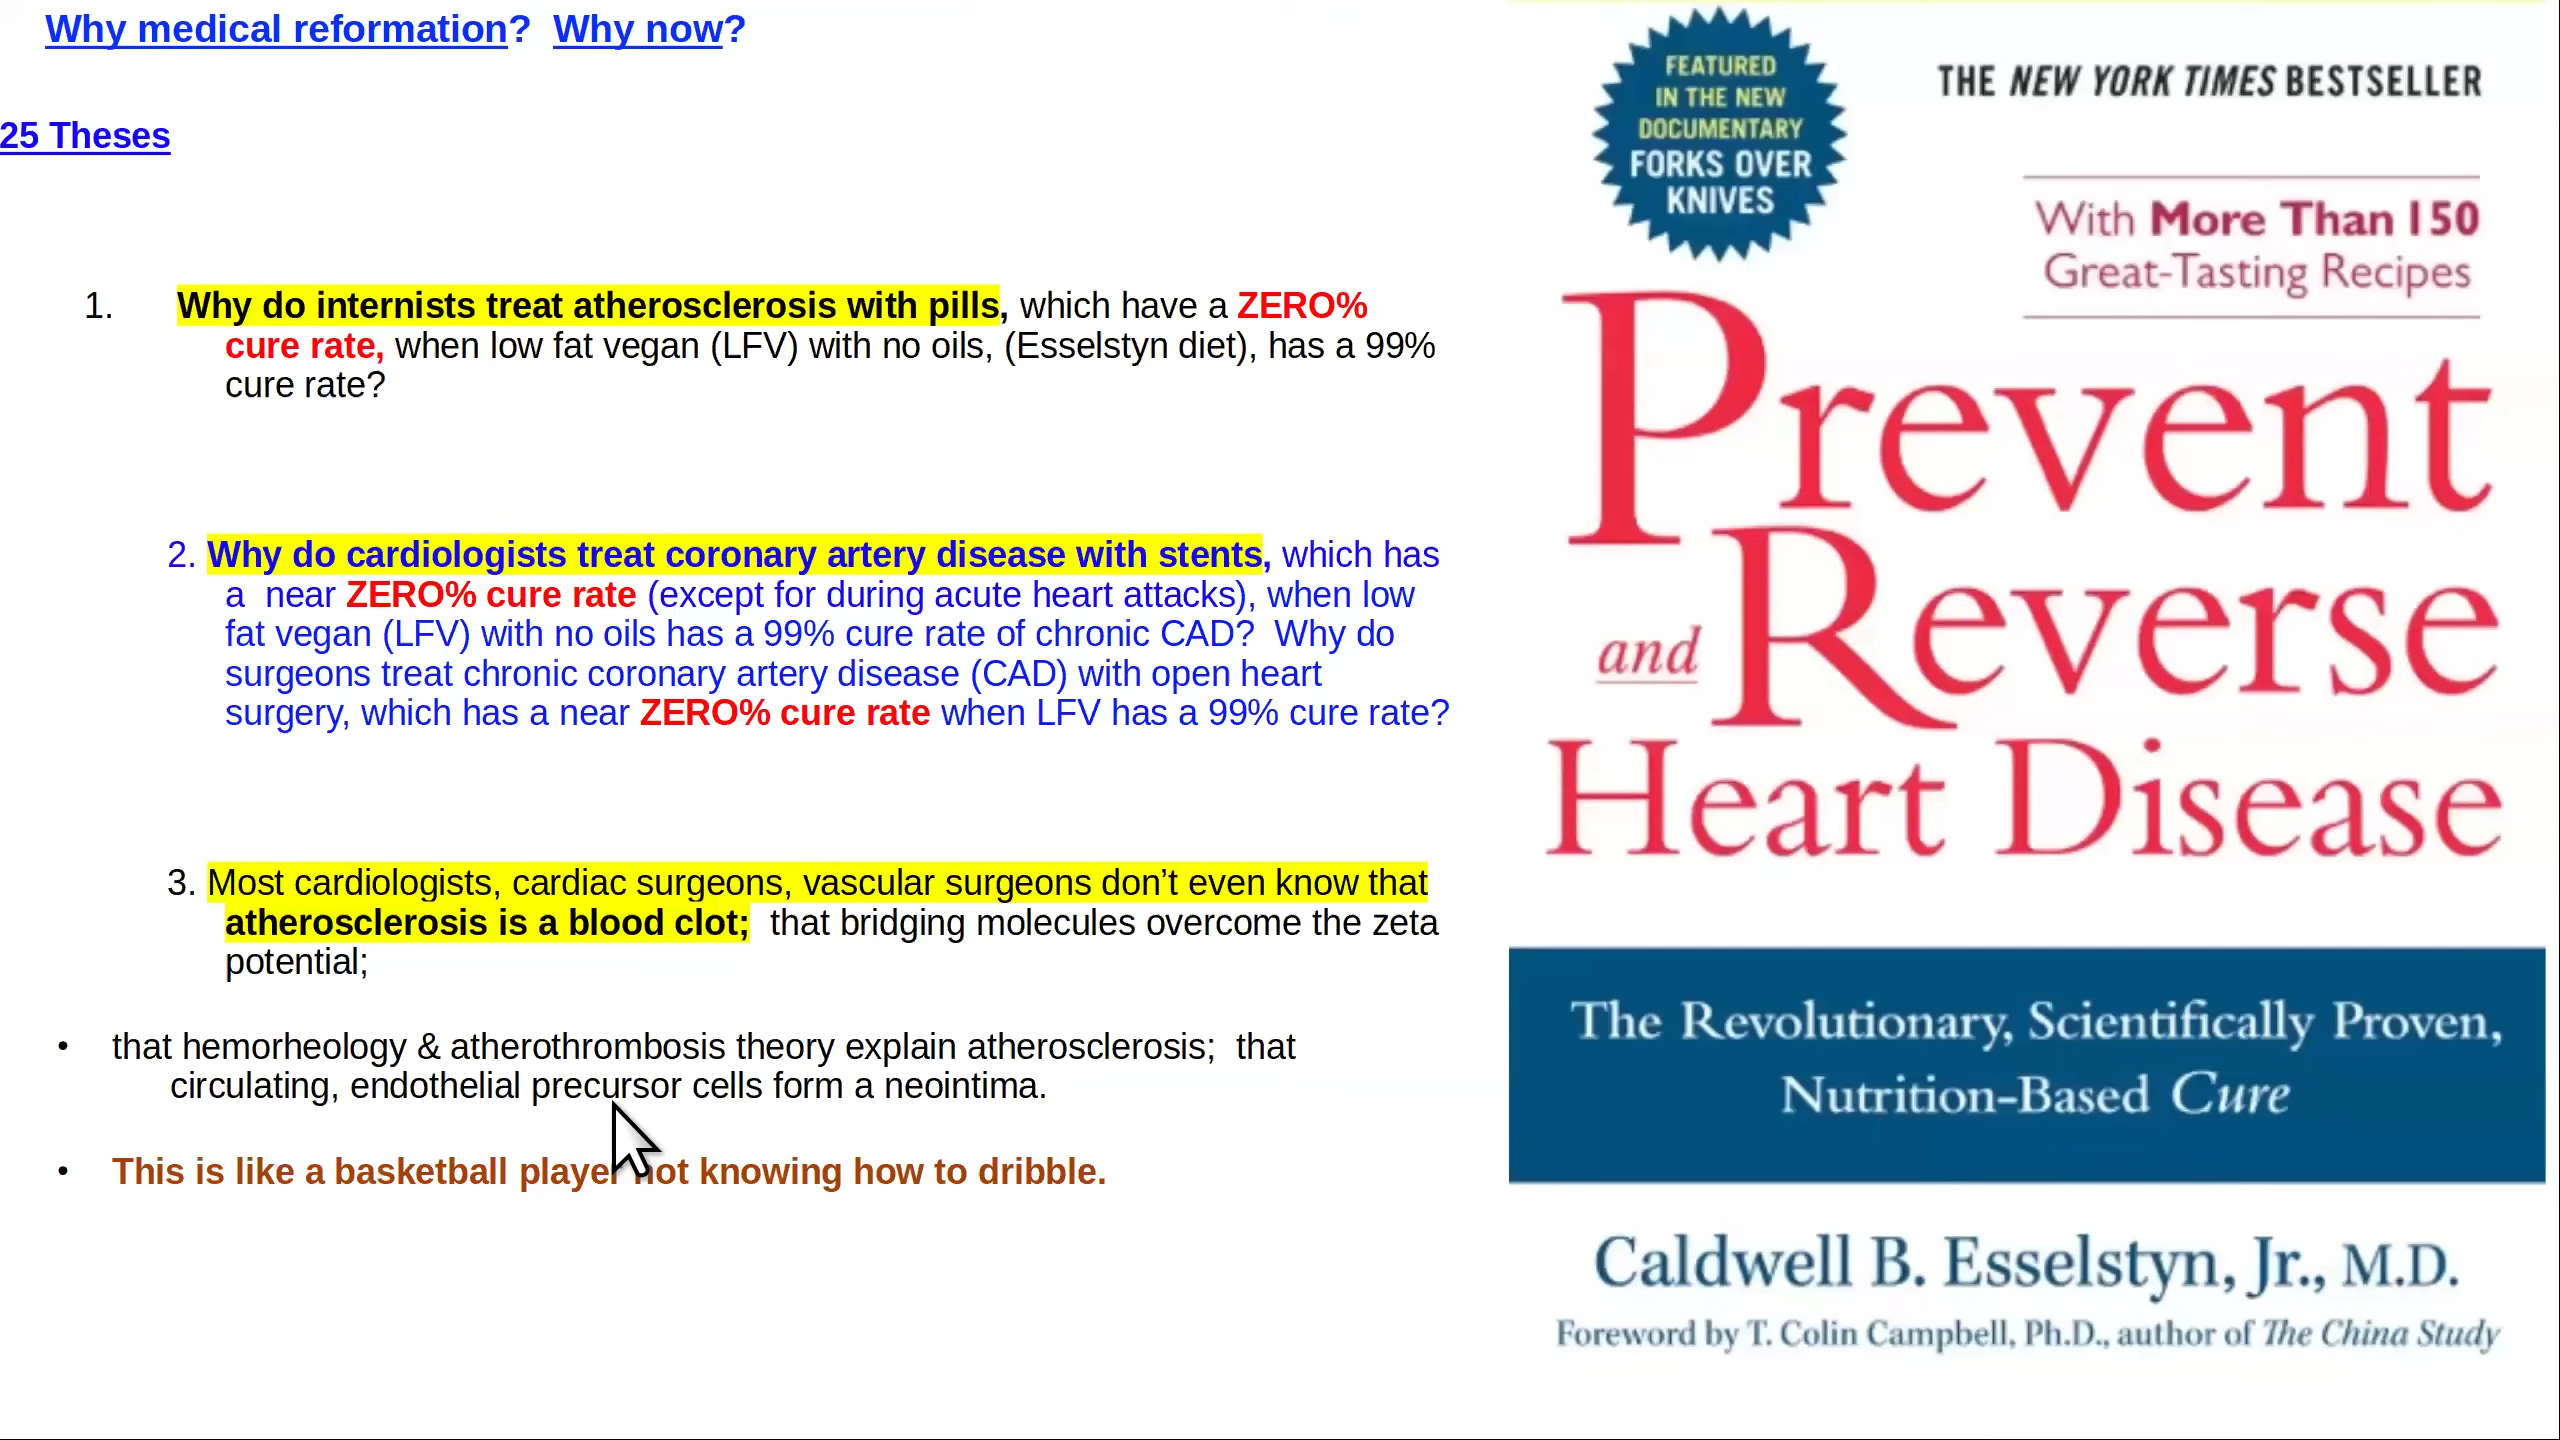 Why medical reformation?  Why now?
25 Theses
1. Why do internists treat atherosclerosis with pills, which have a ZERO%
cure rate, when low fat vegan (LFV) with no oils, (Esselstyn diet), has a 99%
cure rate?
2. Why do cardiologists treat coronary artery disease with stents, which has
a  near ZERO% cure rate (except for during acute heart attacks), when low
fat vegan (LFV) with no oils has a 99% cure rate of chronic CAD?  Why do
surgeons treat chronic coronary artery disease (CAD) with open heart
surgery, which has a near ZERO% cure rate when LFV has a 99% cure rate?
3. Most cardiologists, cardiac surgeons, vascular surgeons don’t even know that
atherosclerosis is a blood clot;  that bridging molecules overcome the zeta
potential;
• that hemorheology & atherothrombosis theory explain atherosclerosis;  that
circulating, endothelial precursor cells form a neointima.
• This is like a basketball player not knowing how to dribble.
FEATURED
IN THE NEW
DOCUMENTARY
FORKS OVER
KNIVES
THE NEW YORK TIMES BESTSELLER
With More Than 150
Great-Tasting Recipes
Prevent
and Reverse
Heart Disease
The Revolutionary, Scientifically Proven,
Nutrition-Based Cure
Caldwell B. Esselstyn, Jr., M.D.
Foreword by T. Colin Campbell, Ph.D., author of The China Study